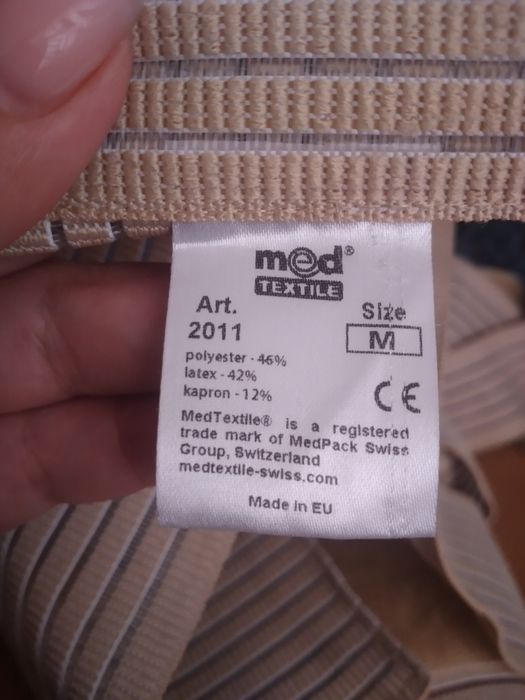 med®
TEXTILE
Art.
2011
Size
M
polyester - 46%
latex - 42%
kapron - 12%
CE
MedTextile® is a registered
trade mark of MedPack Swiss
Group, Switzerland
medtextile-swiss.com
Made in EU